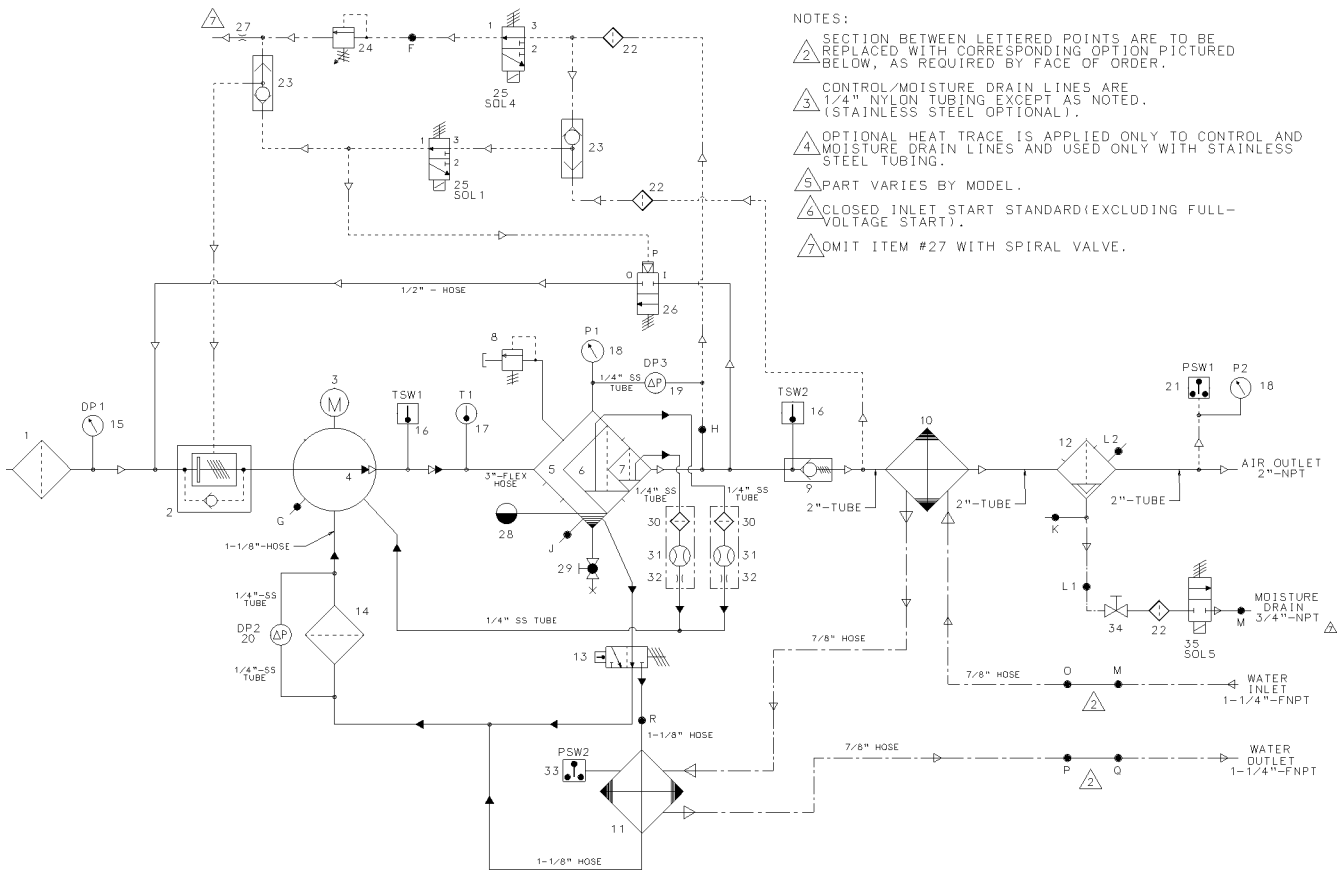 7
27
24
F
1
3
2
25
SOL4
22
23
1
3
2
25
SOL1
23
22
NOTES:
2 SECTION BETWEEN LETTERED POINTS ARE TO BE
REPLACED WITH CORRESPONDING OPTION PICTURED
BELOW, AS REQUIRED BY FACE OF ORDER.
3 CONTROL/MOISTURE DRAIN LINES ARE
1/4" NYLON TUBING EXCEPT AS NOTED.
(STAINLESS STEEL OPTIONAL).
4 OPTIONAL HEAT TRACE IS APPLIED ONLY TO CONTROL AND
MOISTURE DRAIN LINES AND USED ONLY WITH STAINLESS
STEEL TUBING.
5 PART VARIES BY MODEL.
6 CLOSED INLET START STANDARD(EXCLUDING FULL-
VOLTAGE START).
7 OMIT ITEM #27 WITH SPIRAL VALVE.
P
O
I
26
1/2" - HOSE
8
P1
18
DP3
ΔP
19
1/4" SS
TUBE
3
M
TSW1
16
T1
17
DP1
15
1
2
4
G
1-1/8"-HOSE
3"-FLEX
HOSE
5
6
7
H
TSW2
16
9
10
2"-TUBE
2"-TUBE
12
L2
2"-TUBE
PSW1
21
P2
18
AIR OUTLET
2"-NPT
1/4" SS
TUBE
1/4" SS
TUBE
28
J
29
30
31
32
30
31
32
K
L1
34
22
35
SOL5
M
MOISTURE
DRAIN
3/4"-NPT
1/4"-SS
TUBE
DP2
20
ΔP
14
1/4"-SS
TUBE
1/4" SS TUBE
13
7/8" HOSE
7/8" HOSE
O
M
2
WATER
INLET
1-1/4"-FNPT
R
1-1/8" HOSE
PSW2
33
11
7/8" HOSE
P
Q
2
WATER
OUTLET
1-1/4"-FNPT
1-1/8" HOSE